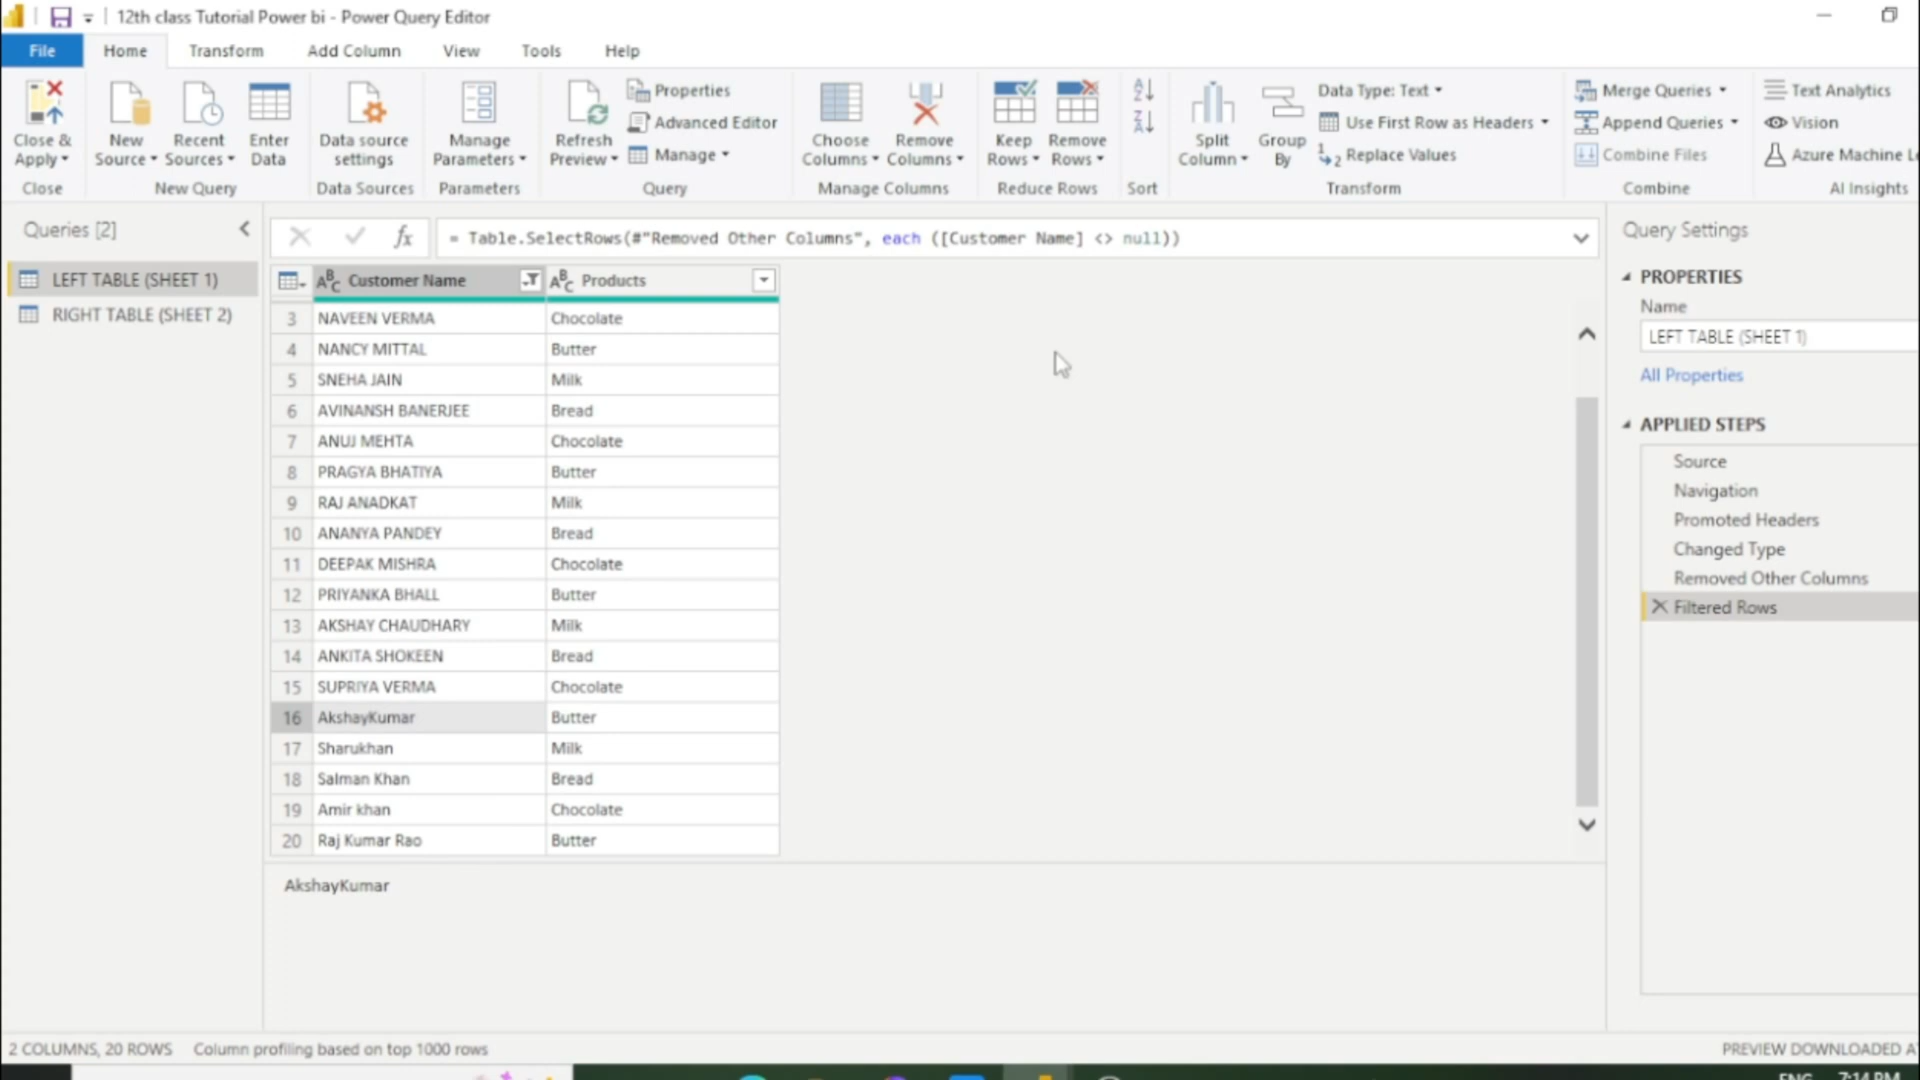 12th class Tutorial Power bi - Power Query Editor
File Home Transform Add Column View Tools Help
Close & Apply
New Source
Recent Sources
Enter Data
Data source settings
Manage Parameters
Refresh Preview
Properties
Advanced Editor
Manage
Choose Columns
Remove Columns
Keep Rows
Remove Rows
Split Column
Group By
Data Type: Text
Use First Row as Headers
Replace Values
Merge Queries
Append Queries
Combine Files
Text Analytics
Vision
Azure Machine
Close New Query Data Sources Parameters Query Manage Columns Reduce Rows Sort Transform Combine AI Insights
Queries [2]
LEFT TABLE (SHEET 1)
RIGHT TABLE (SHEET 2)
fx = Table.SelectRows(#"Removed Other Columns", each ([Customer Name] <> null))
Customer Name Products
3 NAVEEN VERMA Chocolate
4 NANCY MITTAL Butter
5 SNEHA JAIN Milk
6 AVINANSH BANERJEE Bread
7 ANUJ MEHTA Chocolate
8 PRAGYA BHATIYA Butter
9 RAJ ANADKAT Milk
10 ANANYA PANDEY Bread
11 DEEPAK MISHRA Chocolate
12 PRIYANKA BHALL Butter
13 AKSHAY CHAUDHARY Milk
14 ANKITA SHOKEEN Bread
15 SUPRIYA VERMA Chocolate
16 AkshayKumar Butter
17 Sharukhan Milk
18 Salman Khan Bread
19 Amir khan Chocolate
20 Raj Kumar Rao Butter
AkshayKumar
Query Settings
PROPERTIES
Name
LEFT TABLE (SHEET 1)
All Properties
APPLIED STEPS
Source
Navigation
Promoted Headers
Changed Type
Removed Other Columns
Filtered Rows
2 COLUMNS, 20 ROWS Column profiling based on top 1000 rows
PREVIEW DOWNLOADED
ENG 7:14 PM